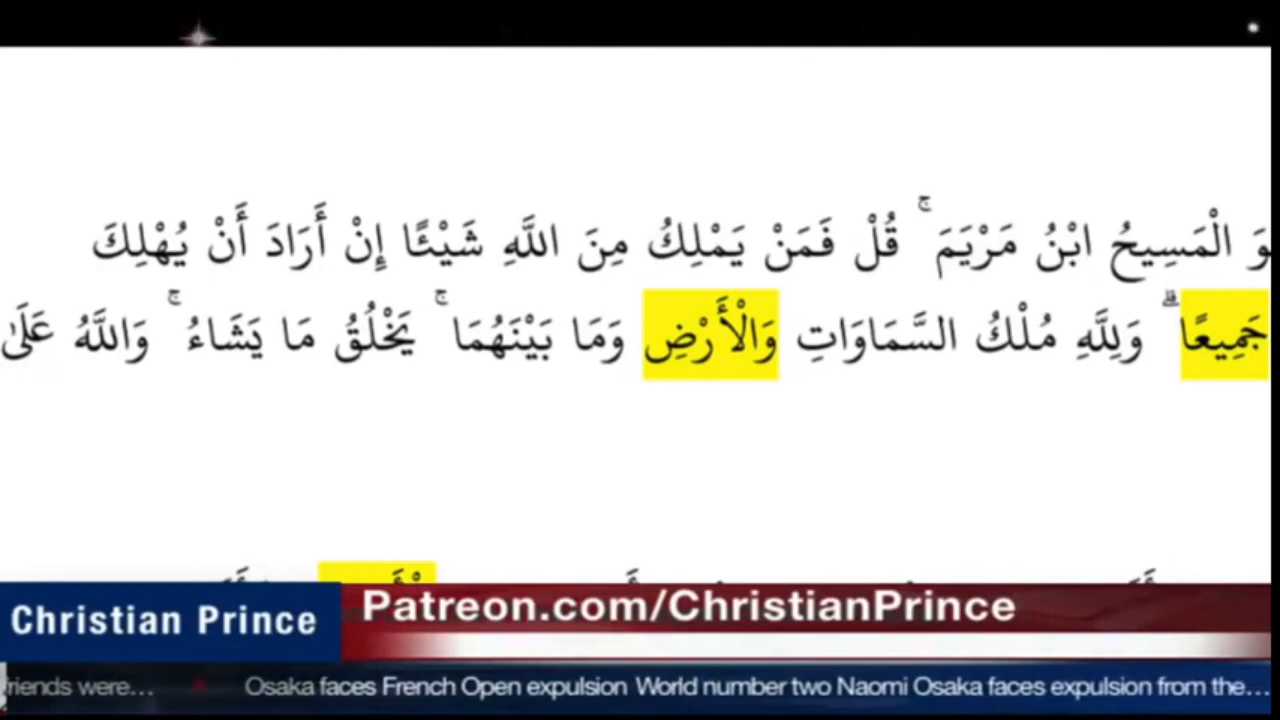 وَ الْمَسِيحُ ابْنُ مَرْيَمَ ۚ قُلْ فَمَنْ يَمْلِكُ مِنَ اللَّهِ شَيْئًا إِنْ أَرَادَ أَنْ يُهْلِكَ
جَمِيعًا ۗ وَلِلَّهِ مُلْكُ السَّمَاوَاتِ وَالْأَرْضِ وَمَا بَيْنَهُمَا ۚ يَخْلُقُ مَا يَشَاءُ ۚ وَاللَّهُ عَلَىٰ
Christian Prince
Patreon.com/ChristianPrince
riends were... Osaka faces French Open expulsion World number two Naomi Osaka faces expulsion from the...